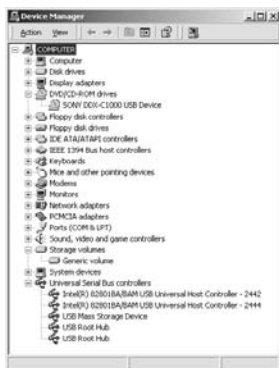 Device Manager
Action View
COMPUTER
Computer
Disk drives
Display adapters
DVD/CD-ROM drives
SONY DDX-C1000 USB Device
Floppy disk controllers
Floppy disk drives
IDE ATA/ATAPI controllers
IEEE 1394 Bus host controllers
Keyboards
Mice and other pointing devices
Modems
Monitors
Network adapters
PCMCIA adapters
Ports (COM & LPT)
Sound, video and game controllers
Storage volumes
Generic volume
System devices
Universal Serial Bus controllers
Intel(R) 82801BA/BAM USB Universal Host Controller - 2442
Intel(R) 82801BA/BAM USB Universal Host Controller - 2444
USB Mass Storage Device
USB Root Hub
USB Root Hub